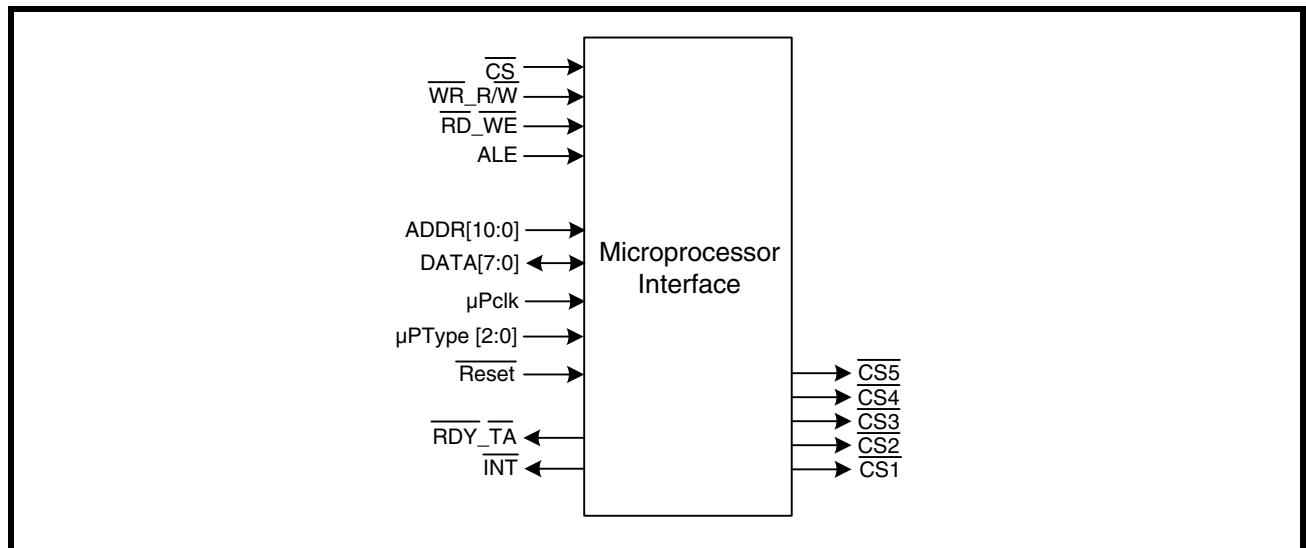 CS
WR_R/W
RD_WE
ALE
ADDR[10:0]
DATA[7:0]
µPclk
µPType [2:0]
Reset
RDY_TA
INT
Microprocessor
Interface
CS5
CS4
CS3
CS2
CS1